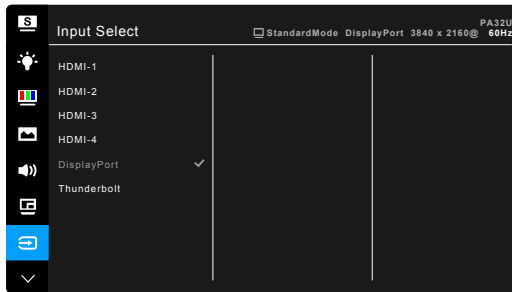 S
PA32U
Input Select
StandardMode DisplayPort 3840 x 2160@ 60Hz
HDMI-1
HDMI-2
HDMI-3
HDMI-4
DisplayPort
Thunderbolt